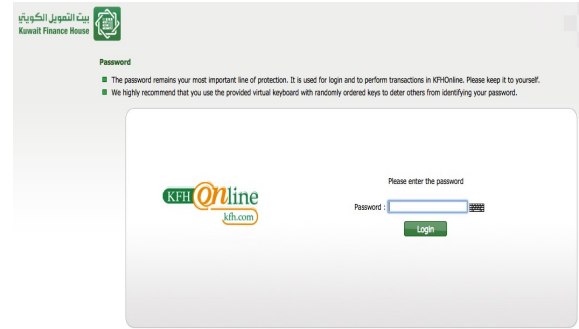 بيت التمويل الكويتي
Kuwait Finance House
Password
The password remains your most important line of protection. It is used for login and to perform transactions in KFHOnline. Please keep it to yourself.
We highly recommend that you use the provided virtual keyboard with randomly ordered keys to deter others from identifying your password.
Please enter the password
KFH Online
kfh.com
Password :
Login